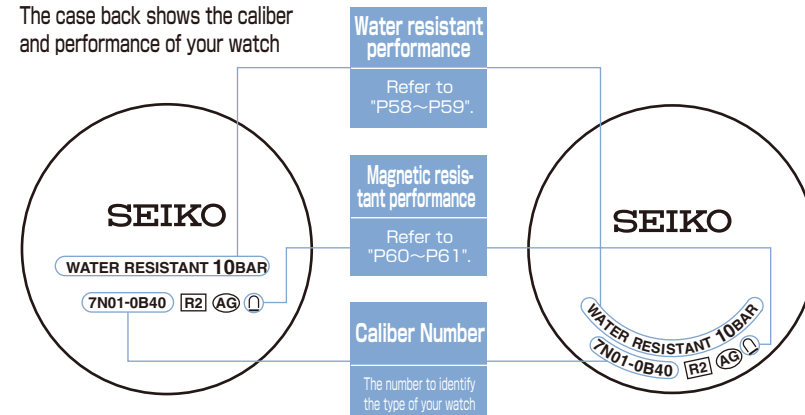 The case back shows the caliber
and performance of your watch
Water resistant
performance
Refer to
"P58～P59".
Magnetic resis-
tant performance
Refer to
"P60～P61".
Caliber Number
The number to identify
the type of your watch
SEIKO
WATER RESISTANT 10BAR
7N01-0B40 R2 AG
SEIKO
WATER RESISTANT 10BAR
7N01-0B40 R2 AG